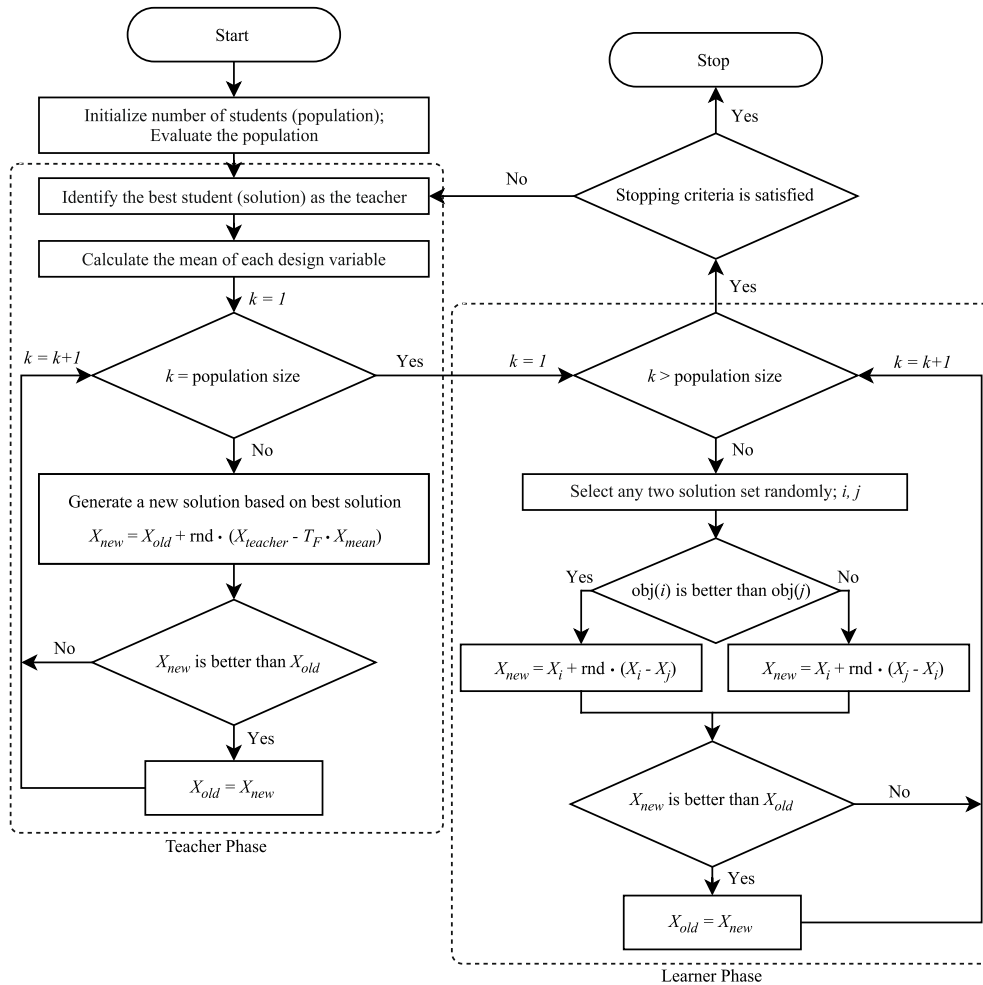 Start
Initialize number of students (population);
Evaluate the population
Identify the best student (solution) as the teacher
Calculate the mean of each design variable
k = 1
k = k+1
k = population size
Yes
No
Generate a new solution based on best solution
X_new = X_old + rnd · (X_teacher - T_F · X_mean)
No
X_new is better than X_old
Yes
X_old = X_new
Teacher Phase
Stop
Yes
No
Stopping criteria is satisfied
Yes
k = 1
k > population size
k = k+1
No
Select any two solution set randomly; i, j
Yes
obj(i) is better than obj(j)
No
X_new = X_i + rnd · (X_i - X_j)
X_new = X_i + rnd · (X_j - X_i)
X_new is better than X_old
No
Yes
X_old = X_new
Learner Phase